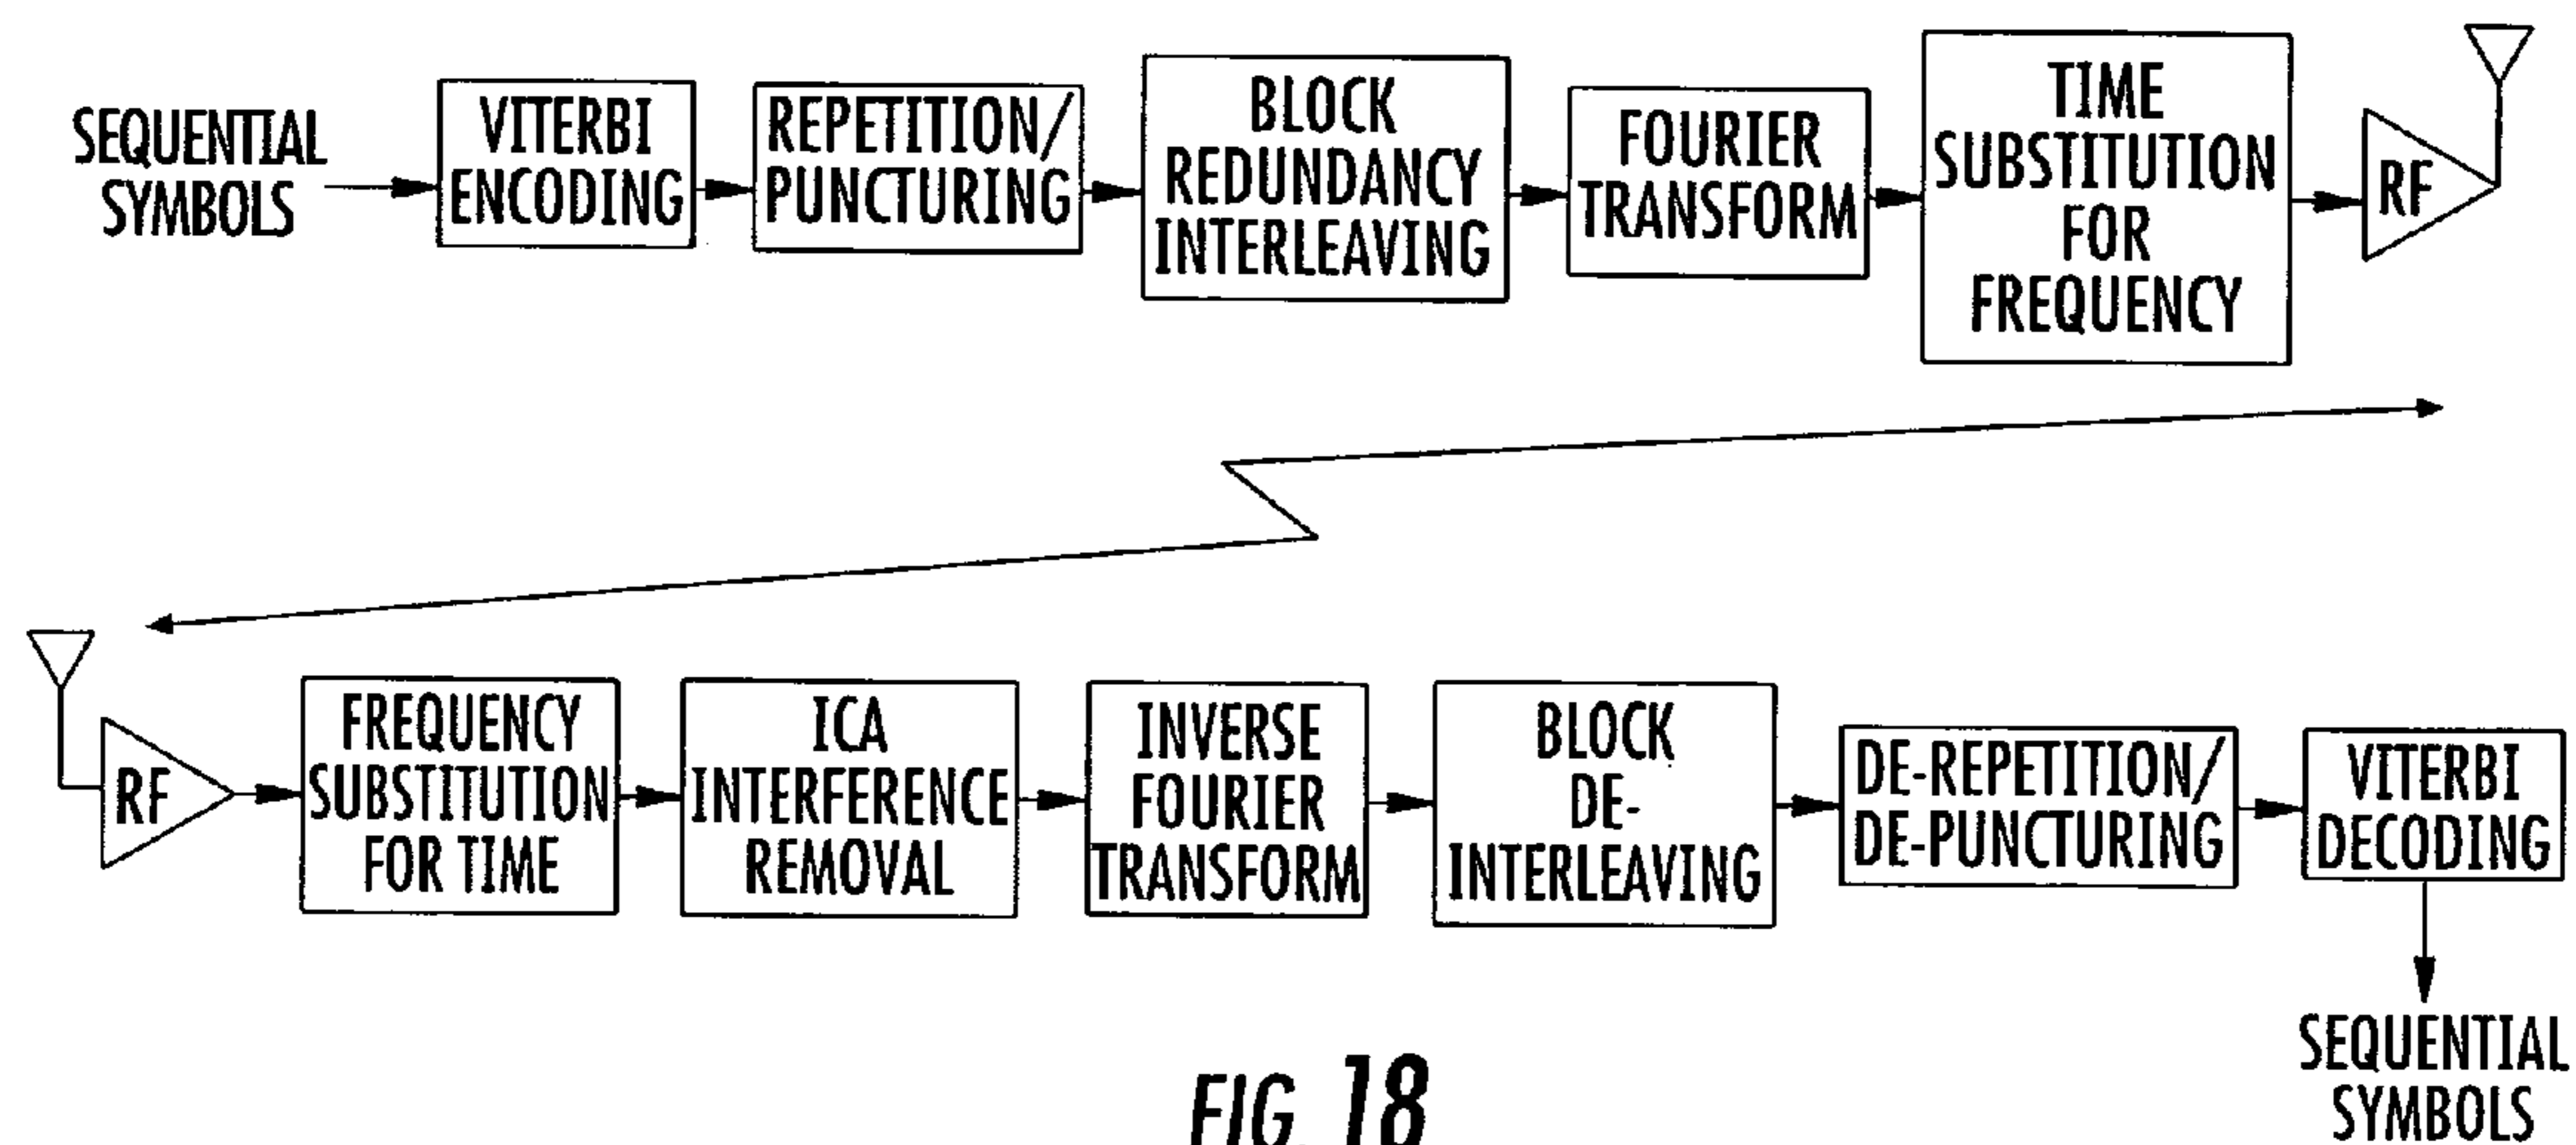 SEQUENTIAL
SYMBOLS
VITERBI
ENCODING
REPETITION/
PUNCTURING
BLOCK
REDUNDANCY
INTERLEAVING
FOURIER
TRANSFORM
TIME
SUBSTITUTION
FOR
FREQUENCY
RF
RF
FREQUENCY
SUBSTITUTION
FOR TIME
ICA
INTERFERENCE
REMOVAL
INVERSE
FOURIER
TRANSFORM
BLOCK
DE-
INTERLEAVING
DE-REPETITION/
DE-PUNCTURING
VITERBI
DECODING
SEQUENTIAL
SYMBOLS
FIG. 18